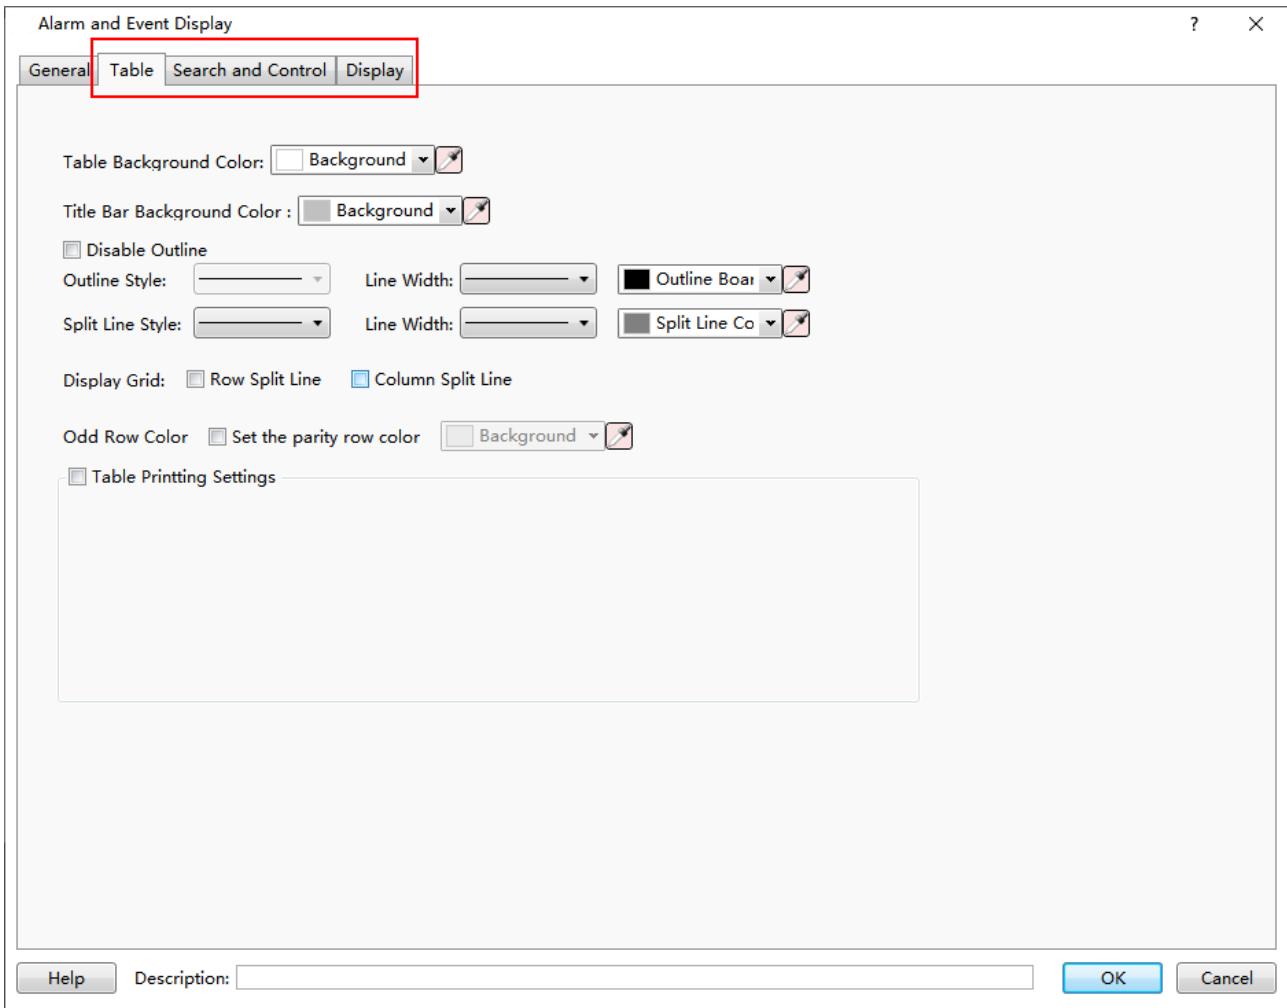 Alarm and Event Display ?
General Table Search and Control Display
Table Background Color: Background
Title Bar Background Color : Background
Disable Outline
Outline Style: Line Width: Outline Boar
Split Line Style: Line Width: Split Line Co
Display Grid: Row Split Line Column Split Line
Odd Row Color Set the parity row color Background
Table Printting Settings
Help Description: OK Cancel